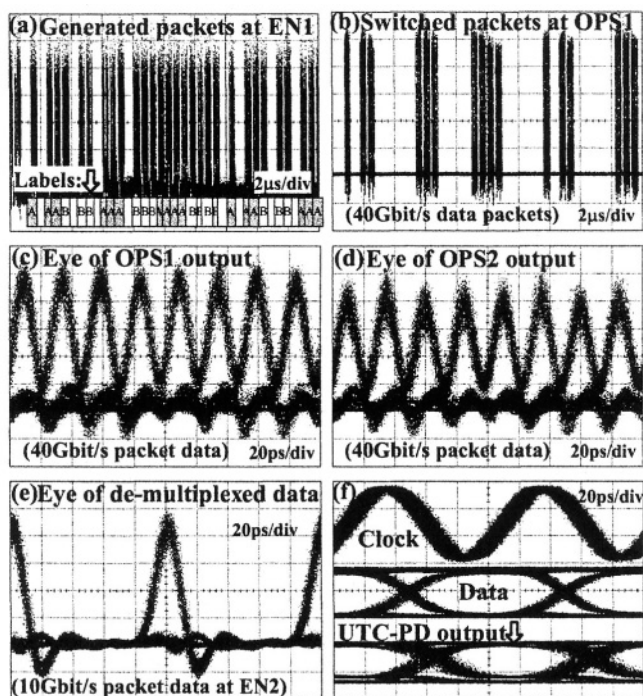 (a) Generated packets at EN1
2μs/div
Labels:
(b) Switched packets at OPS1
(40Gbit/s data packets) 2μs/div
(c) Eye of OPS1 output
(40Gbit/s packet data) 20ps/div
(d) Eye of OPS2 output
(40Gbit/s packet data) 20ps/div
(e) Eye of de-multiplexed data
20ps/div
(10Gbit/s packet data at EN2)
(f) 20ps/div
Clock
Data
UTC-PD output